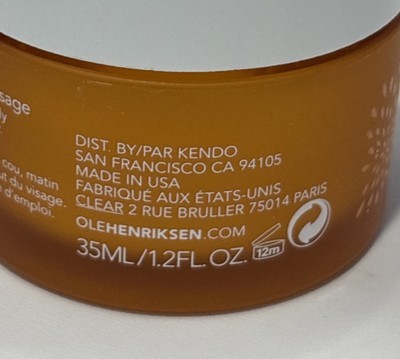 sage
DIST. BY/PAR KENDO
SAN FRANCISCO CA 94105
MADE IN USA
FABRIQUÉ AUX ÉTATS-UNIS
CLEAR 2 RUE BRULLER 75014 PARIS
cou, matin
ut du visage.
d'emploi.
OLEHENRIKSEN.COM
35ML/1.2FL.OZ. 12m